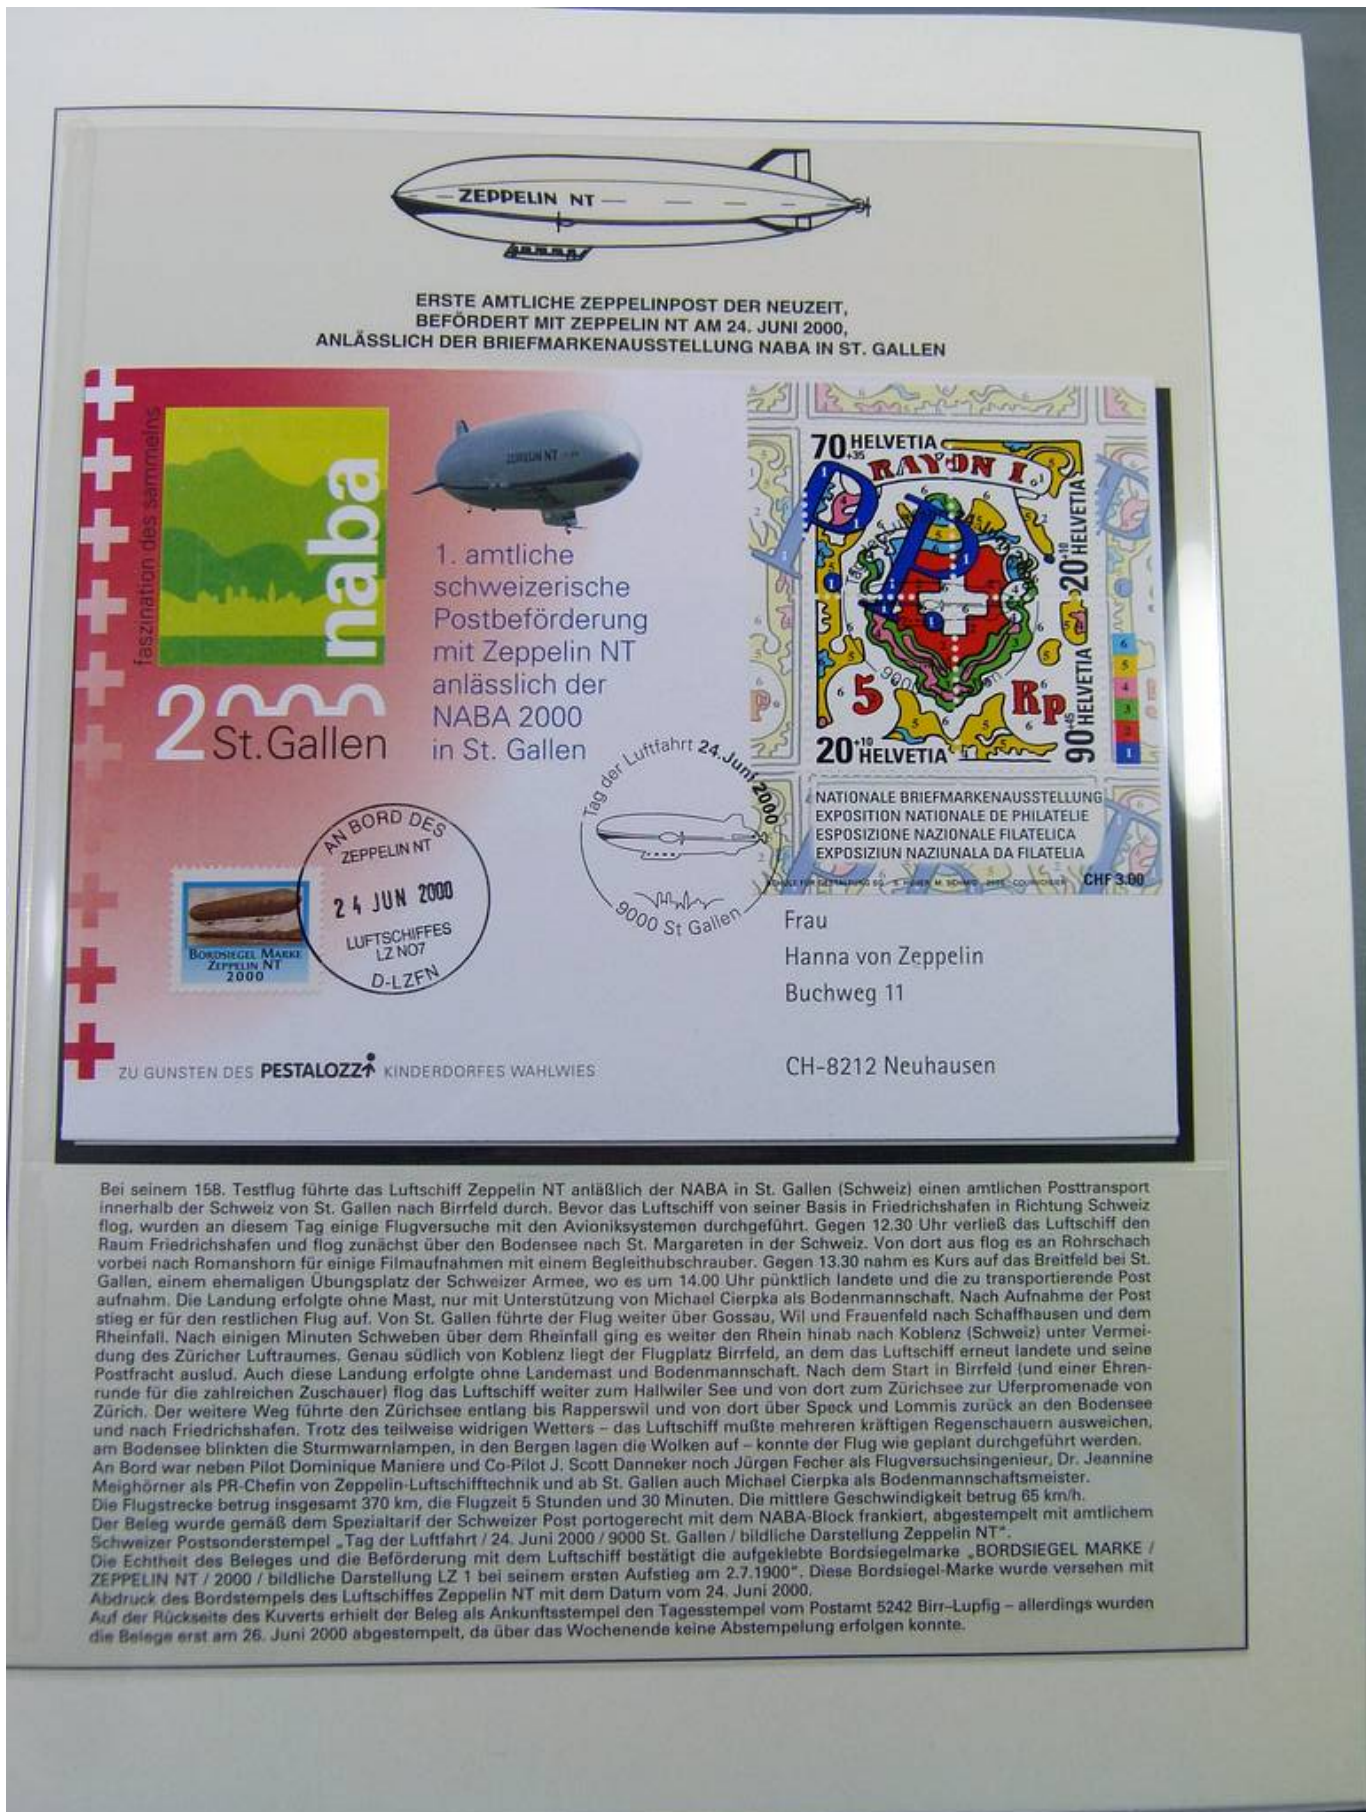 ZEPPELIN NT
ERSTE AMTLICHE ZEPPELINPOST DER NEUZEIT,
BEFÖRDERT MIT ZEPPELIN NT AM 24. JUNI 2000,
ANLÄSSLICH DER BRIEFMARKENAUSSTELLUNG NABA IN ST. GALLEN
faszination des sammelns
naba
2000
St.Gallen
ZEPPELIN NT
1. amtliche
schweizerische
Postbeförderung
mit Zeppelin NT
anlässlich der
NABA 2000
in St. Gallen
70+35 HELVETIA
RAYON I.
20+10 HELVETIA
5 Rp
20+10 HELVETIA
90+45 HELVETIA
6
5
4
3
2
1
NATIONALE BRIEFMARKENAUSSTELLUNG
EXPOSITION NATIONALE DE PHILATELIE
ESPOSIZIONE NAZIONALE FILATELICA
EXPOSIZIUN NAZIUNALA DA FILATELIA
CHF 3.00
Tag der Luftfahrt 24.Juni 2000
9000 St Gallen
AN BORD DES
ZEPPELIN NT
24 JUN 2000
LUFTSCHIFFES
LZ N07
D-LZFN
BORDSIEGEL MARKE
ZEPPELIN NT
2000
Frau
Hanna von Zeppelin
Buchweg 11
CH-8212 Neuhausen
ZU GUNSTEN DES PESTALOZZI KINDERDORFES WAHLWIES
Bei seinem 158. Testflug führte das Luftschiff Zeppelin NT anläßlich der NABA in St. Gallen (Schweiz) einen amtlichen Posttransport
innerhalb der Schweiz von St. Gallen nach Birrfeld durch. Bevor das Luftschiff von seiner Basis in Friedrichshafen in Richtung Schweiz
flog, wurden an diesem Tag einige Flugversuche mit den Avioniksystemen durchgeführt. Gegen 12.30 Uhr verließ das Luftschiff den
Raum Friedrichshafen und flog zunächst über den Bodensee nach St. Margareten in der Schweiz. Von dort aus flog es an Rohrschach
vorbei nach Romanshorn für einige Filmaufnahmen mit einem Begleithubschrauber. Gegen 13.30 nahm es Kurs auf das Breitfeld bei St.
Gallen, einem ehemaligen Übungsplatz der Schweizer Armee, wo es um 14.00 Uhr pünktlich landete und die zu transportierende Post
aufnahm. Die Landung erfolgte ohne Mast, nur mit Unterstützung von Michael Cierpka als Bodenmannschaft. Nach Aufnahme der Post
stieg er für den restlichen Flug auf. Von St. Gallen führte der Flug weiter über Gossau, Wil und Frauenfeld nach Schaffhausen und dem
Rheinfall. Nach einigen Minuten Schweben über dem Rheinfall ging es weiter den Rhein hinab nach Koblenz (Schweiz) unter Vermei-
dung des Züricher Luftraumes. Genau südlich von Koblenz liegt der Flugplatz Birrfeld, an dem das Luftschiff erneut landete und seine
Postfracht auslud. Auch diese Landung erfolgte ohne Landemast und Bodenmannschaft. Nach dem Start in Birrfeld (und einer Ehren-
runde für die zahlreichen Zuschauer) flog das Luftschiff weiter zum Hallwiler See und von dort zum Zürichsee zur Uferpromenade von
Zürich. Der weitere Weg führte den Zürichsee entlang bis Rapperswil und von dort über Speck und Lommis zurück an den Bodensee
und nach Friedrichshafen. Trotz des teilweise widrigen Wetters – das Luftschiff mußte mehreren kräftigen Regenschauern ausweichen,
am Bodensee blinkten die Sturmwarnlampen, in den Bergen lagen die Wolken auf – konnte der Flug wie geplant durchgeführt werden.
An Bord war neben Pilot Dominique Maniere und Co-Pilot J. Scott Danneker noch Jürgen Fecher als Flugversuchsingenieur, Dr. Jeannine
Meighörner als PR-Chefin von Zeppelin-Luftschifftechnik und ab St. Gallen auch Michael Cierpka als Bodenmannschaftsmeister.
Die Flugstrecke betrug insgesamt 370 km, die Flugzeit 5 Stunden und 30 Minuten. Die mittlere Geschwindigkeit betrug 65 km/h.
Der Beleg wurde gemäß dem Spezialtarif der Schweizer Post portogerecht mit dem NABA-Block frankiert, abgestempelt mit amtlichem
Schweizer Postsonderstempel „Tag der Luftfahrt / 24. Juni 2000 / 9000 St. Gallen / bildliche Darstellung Zeppelin NT".
Die Echtheit des Beleges und die Beförderung mit dem Luftschiff bestätigt die aufgeklebte Bordsiegelmarke „BORDSIEGEL MARKE /
ZEPPELIN NT / 2000 / bildliche Darstellung LZ 1 bei seinem ersten Aufstieg am 2.7.1900". Diese Bordsiegel-Marke wurde versehen mit
Abdruck des Bordstempels des Luftschiffes Zeppelin NT mit dem Datum vom 24. Juni 2000.
Auf der Rückseite des Kuverts erhielt der Beleg als Ankunftsstempel den Tagesstempel vom Postamt 5242 Birr–Lupfig – allerdings wurden
die Belege erst am 26. Juni 2000 abgestempelt, da über das Wochenende keine Abstempelung erfolgen konnte.